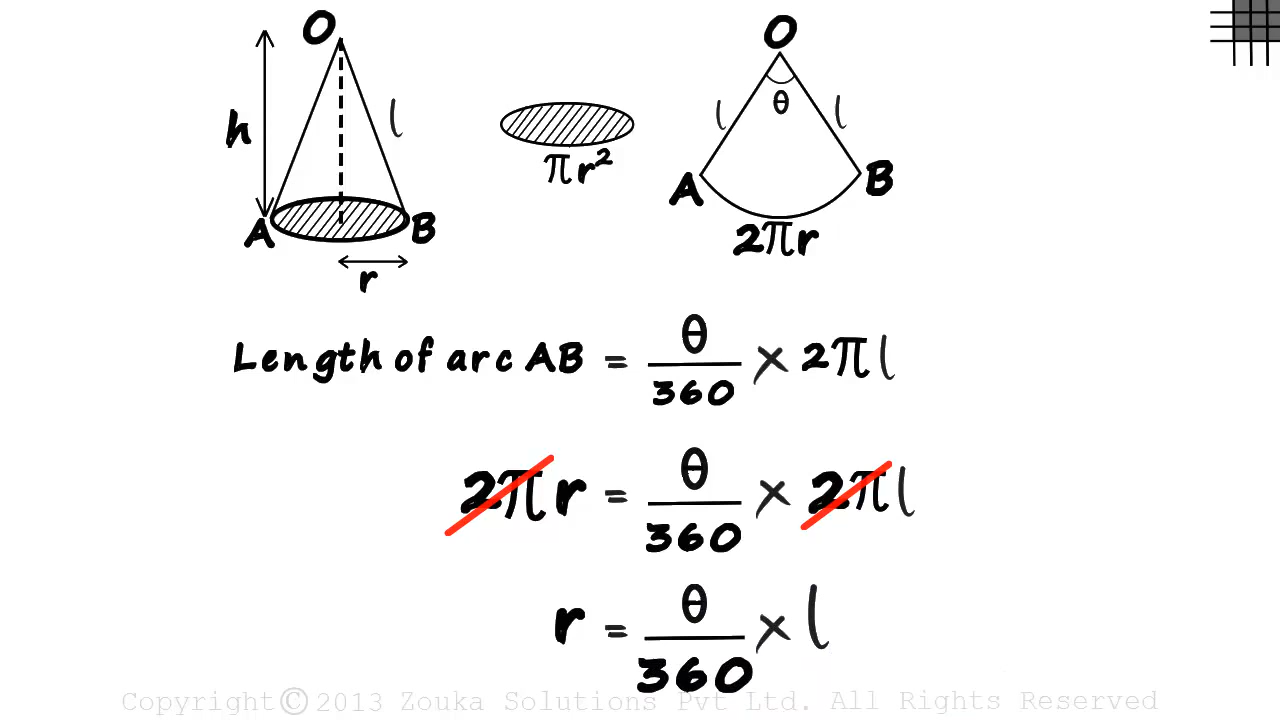 O
h
l
A
B
r
πr²
O
θ
l
l
A
B
2πr
Length of arc AB = θ/360 × 2πl
2πr = θ/360 × 2πl
r = θ/360 × l
Copyright© 2013 Zouka Solutions Pvt Ltd. All Rights Reserved